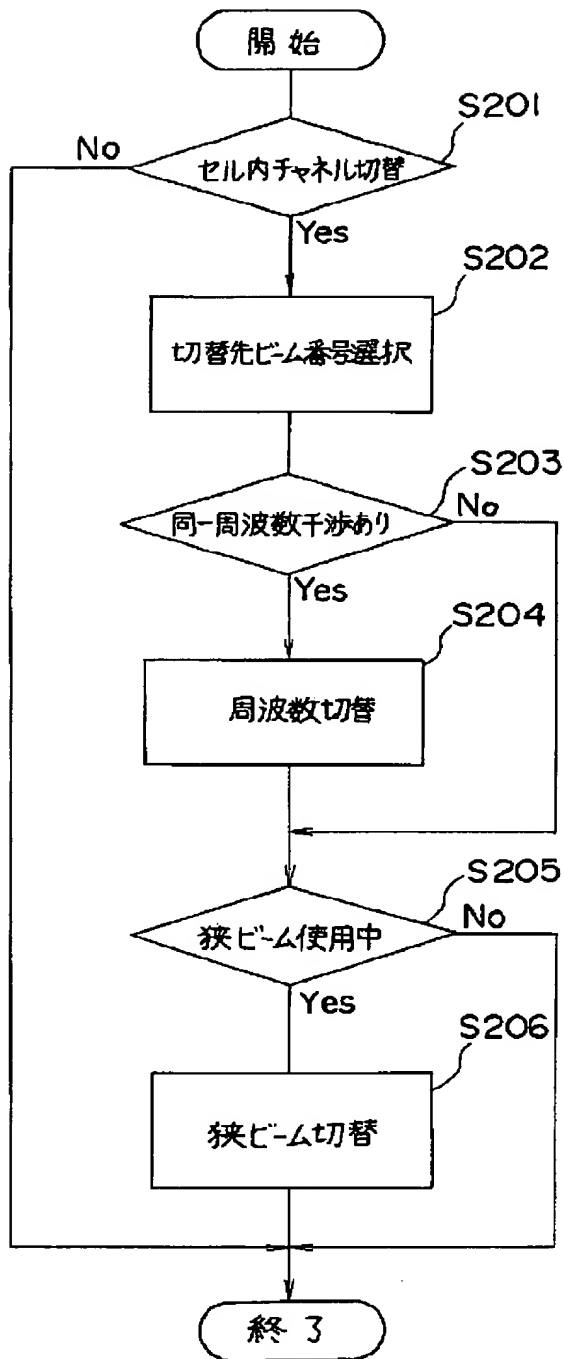 開始
S201
No
セル内チャネル切替
Yes
S202
切替先ビーム番号選択
S203
No
同一周波数干渉あり
Yes
S204
周波数切替
S205
No
狭ビーム使用中
Yes
S206
狭ビーム切替
終了